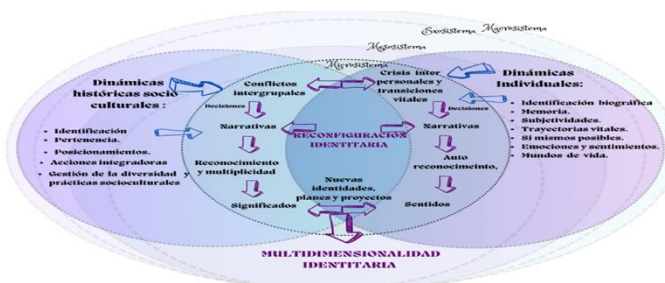 Exosistema
Macrosistema
Mesosistema
Microsistema
Dinámicas
históricas socio
culturales :
• Identificación
• Pertenencia.
• Posicionamientos.
• Acciones integradoras
• Gestión de la diversidad y
prácticas socioculturales
Conflictos
intergrupales
Decisiones
Narrativas
Reconocimiento
y multiplicidad
Significados
RECONFIGURACIÓN
IDENTITARIA
Nuevas
identidades,
planes y proyectos
Crisis inter
personales y
transiciones
vitales
Decisiones
Narrativas
Auto
reconocimeinto,
Sentidos
Dinámicas
Individuales:
• Identificación biográfica
• Memoria.
• Subjetividades.
• Trayectorias vitales.
• Sí mismos posibles.
• Emociones y sentimientos.
• Mundos de vida.
MULTIDIMENSIONALIDAD
IDENTITARIA